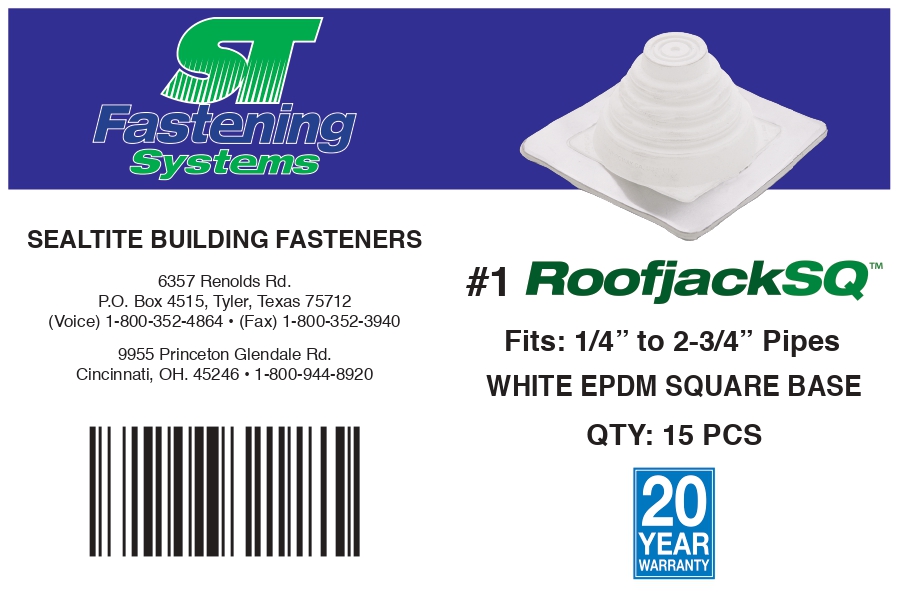 ST
Fastening
Systems
SEALTITE BUILDING FASTENERS
6357 Renolds Rd.
P.O. Box 4515, Tyler, Texas 75712
(Voice) 1-800-352-4864 • (Fax) 1-800-352-3940
9955 Princeton Glendale Rd.
Cincinnati, OH. 45246 • 1-800-944-8920
#1 RoofjackSQ™
Fits: 1/4” to 2-3/4” Pipes
WHITE EPDM SQUARE BASE
QTY: 15 PCS
20
YEAR
WARRANTY